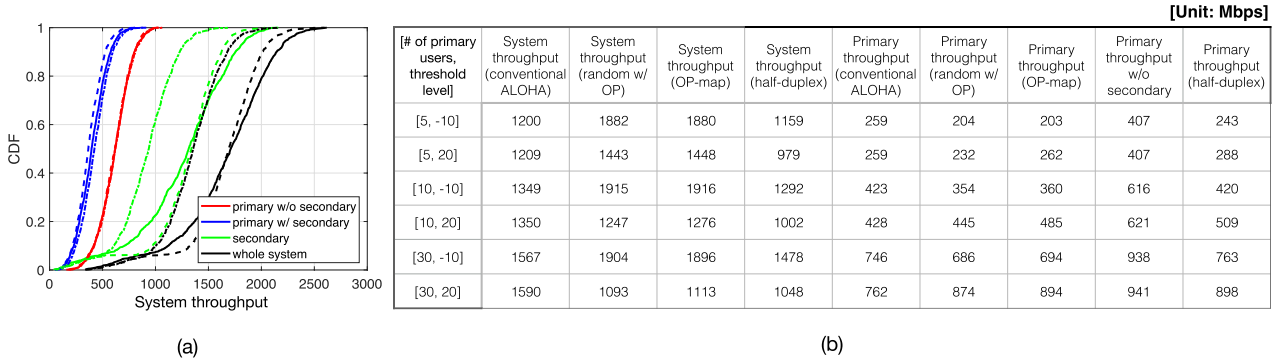 [Unit: Mbps]
1
0.8
0.6
0.4
0.2
0
CDF
0 500 1000 1500 2000 2500 3000
System throughput
primary w/o secondary
primary w/ secondary
secondary
whole system
(a)
[# of primary users, threshold level] System throughput (conventional ALOHA) System throughput (random w/ OP) System throughput (OP-map) System throughput (half-duplex) Primary throughput (conventional ALOHA) Primary throughput (random w/ OP) Primary throughput (OP-map) Primary throughput w/o secondary Primary throughput (half-duplex)
[5, -10] 1200 1882 1880 1159 259 204 203 407 243
[5, 20] 1209 1443 1448 979 259 232 262 407 288
[10, -10] 1349 1915 1916 1292 423 354 360 616 420
[10, 20] 1350 1247 1276 1002 428 445 485 621 509
[30, -10] 1567 1904 1896 1478 746 686 694 938 763
[30, 20] 1590 1093 1113 1048 762 874 894 941 898
(b)